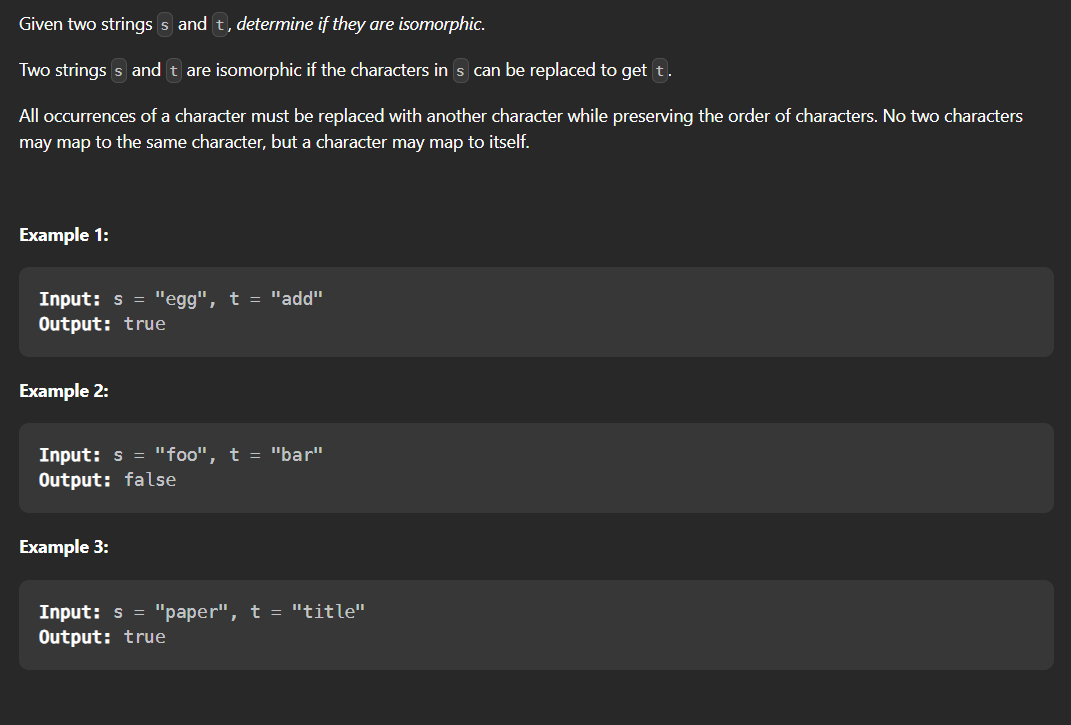 Given two strings s and t, determine if they are isomorphic.
Two strings s and t are isomorphic if the characters in s can be replaced to get t.
All occurrences of a character must be replaced with another character while preserving the order of characters. No two characters
may map to the same character, but a character may map to itself.
Example 1:
Input: s = "egg", t = "add"
Output: true
Example 2:
Input: s = "foo", t = "bar"
Output: false
Example 3:
Input: s = "paper", t = "title"
Output: true